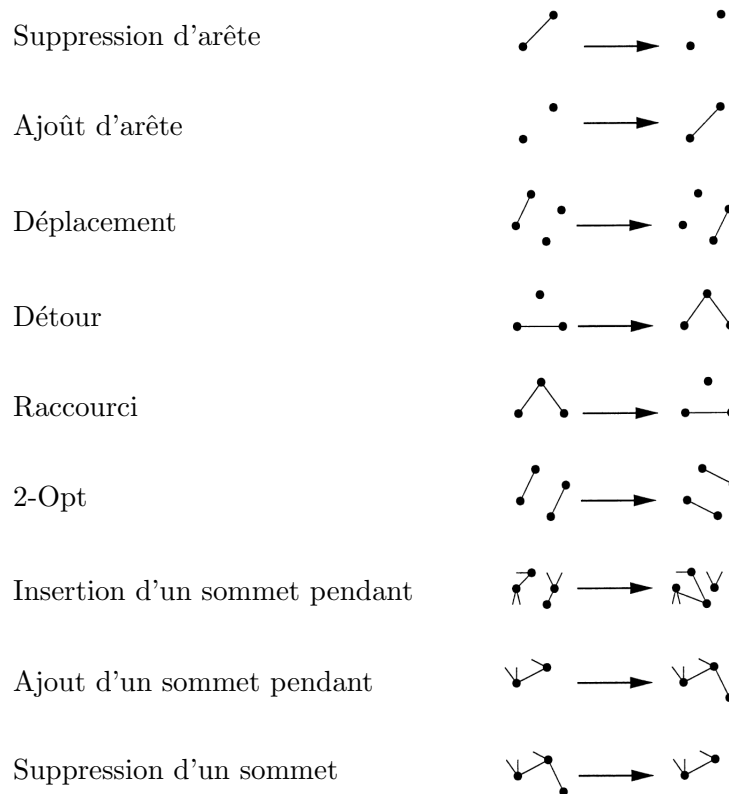 Suppression d'arête
Ajoût d'arête
Déplacement
Détour
Raccourci
2-Opt
Insertion d'un sommet pendant
Ajout d'un sommet pendant
Suppression d'un sommet